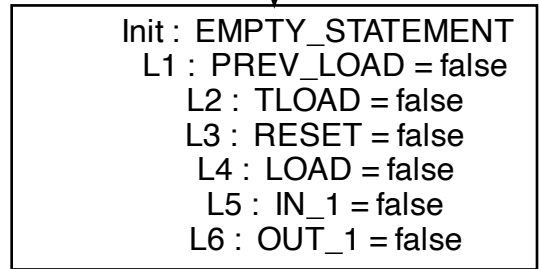 Init : EMPTY_STATEMENT
L1 : PREV_LOAD = false
L2 : TLOAD = false
L3 : RESET = false
L4 : LOAD = false
L5 : IN_1 = false
L6 : OUT_1 = false